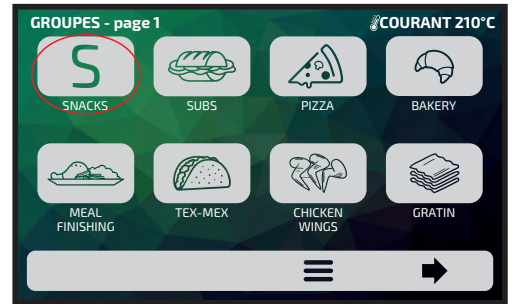 GROUPES - page 1
COURANT 210°C
S
SNACKS
SUBS
PIZZA
BAKERY
MEAL
FINISHING
TEX-MEX
CHICKEN
WINGS
GRATIN